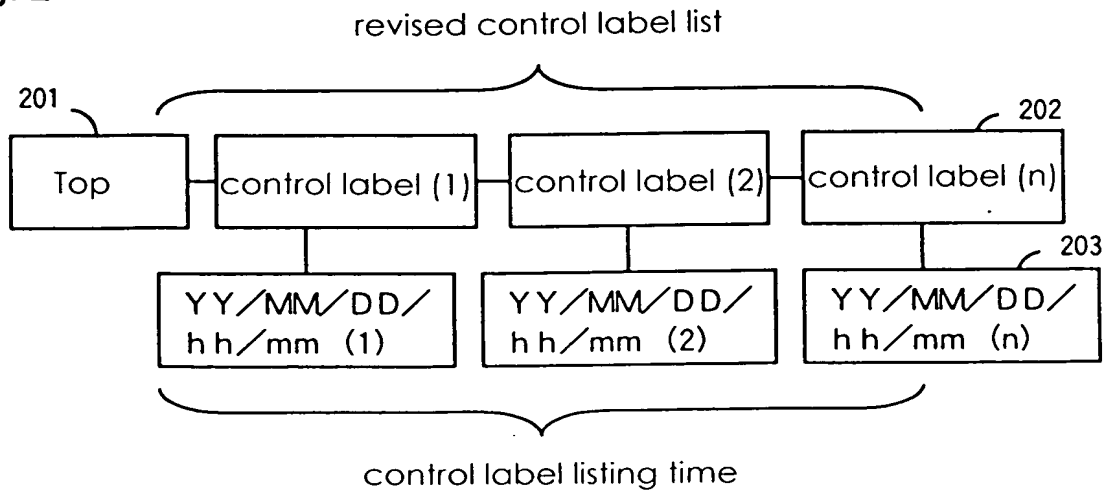 revised control label list
201
202
Top
control label (1)
control label (2)
control label (n)
203
YY/MM/DD/
hh/mm (1)
YY/MM/DD/
hh/mm (2)
YY/MM/DD/
hh/mm (n)
control label listing time